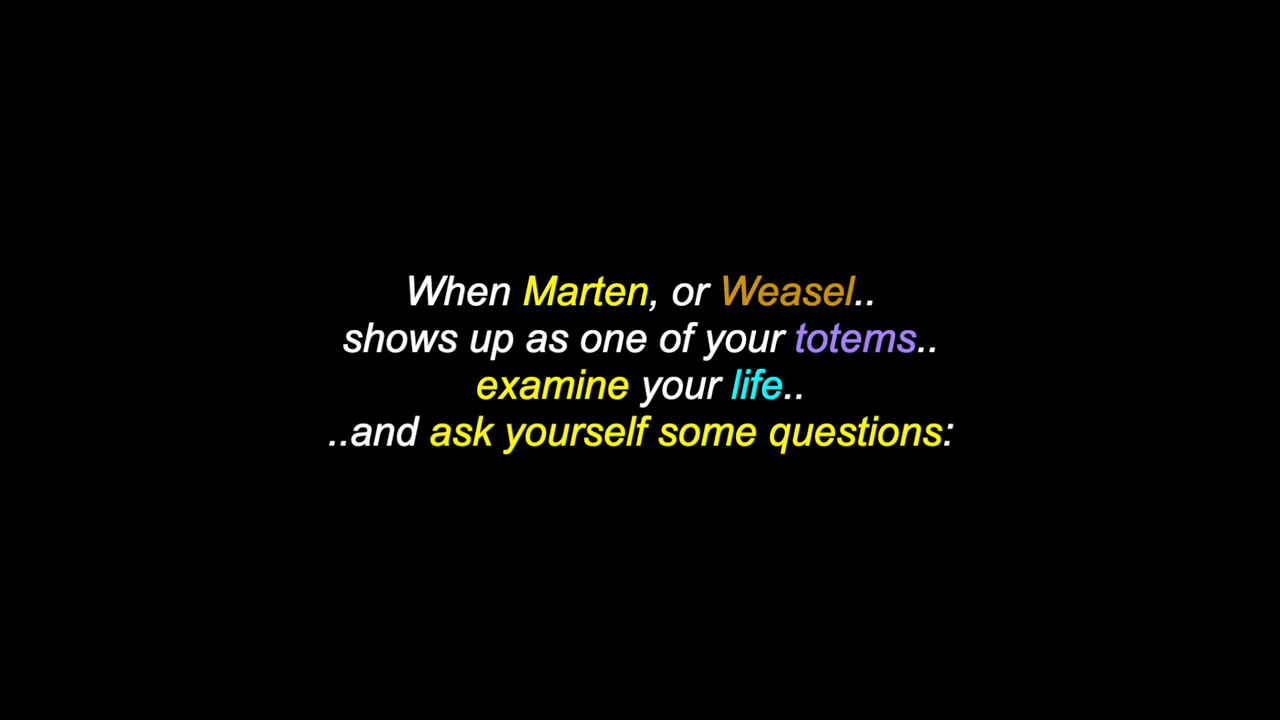 When Marten, or Weasel..
shows up as one of your totems..
examine your life..
..and ask yourself some questions: